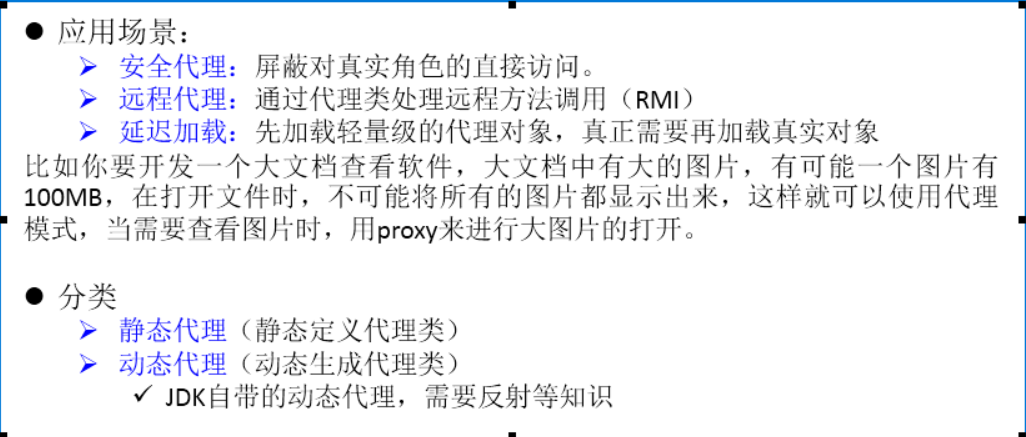 ● 应用场景：
➢ 安全代理：屏蔽对真实角色的直接访问。
➢ 远程代理：通过代理类处理远程方法调用（RMI）
➢ 延迟加载：先加载轻量级的代理对象，真正需要再加载真实对象
比如你要开发一个大文档查看软件，大文档中有大的图片，有可能一个图片有
100MB，在打开文件时，不可能将所有的图片都显示出来，这样就可以使用代理
模式，当需要查看图片时，用proxy来进行大图片的打开。
● 分类
➢ 静态代理（静态定义代理类）
➢ 动态代理（动态生成代理类）
✓ JDK自带的动态代理，需要反射等知识